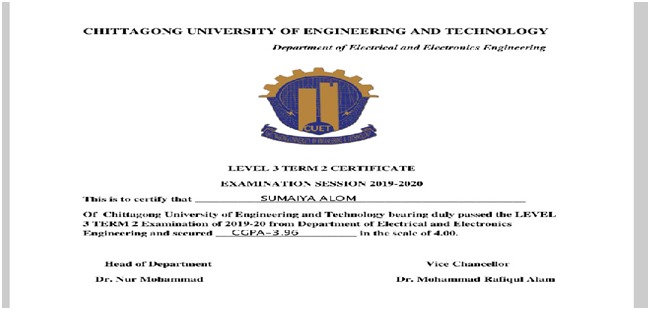 CHITTAGONG UNIVERSITY OF ENGINEERING AND TECHNOLOGY
Department of Electrical and Electronics Engineering
CUET
LEVEL 3 TERM 2 CERTIFICATE
EXAMINATION SESSION 2019-2020
This is to certify that SUMAIYA ALOM
Of Chittagong University of Engineering and Technology bearing duly passed the LEVEL
3 TERM 2 Examination of 2019-20 from Department of Electrical and Electronics
Engineering and secured CGPA-3.96 in the scale of 4.00.
Head of Department Vice Chancellor
Dr. Nur Mohammad Dr. Mohammad Rafiqul Alam